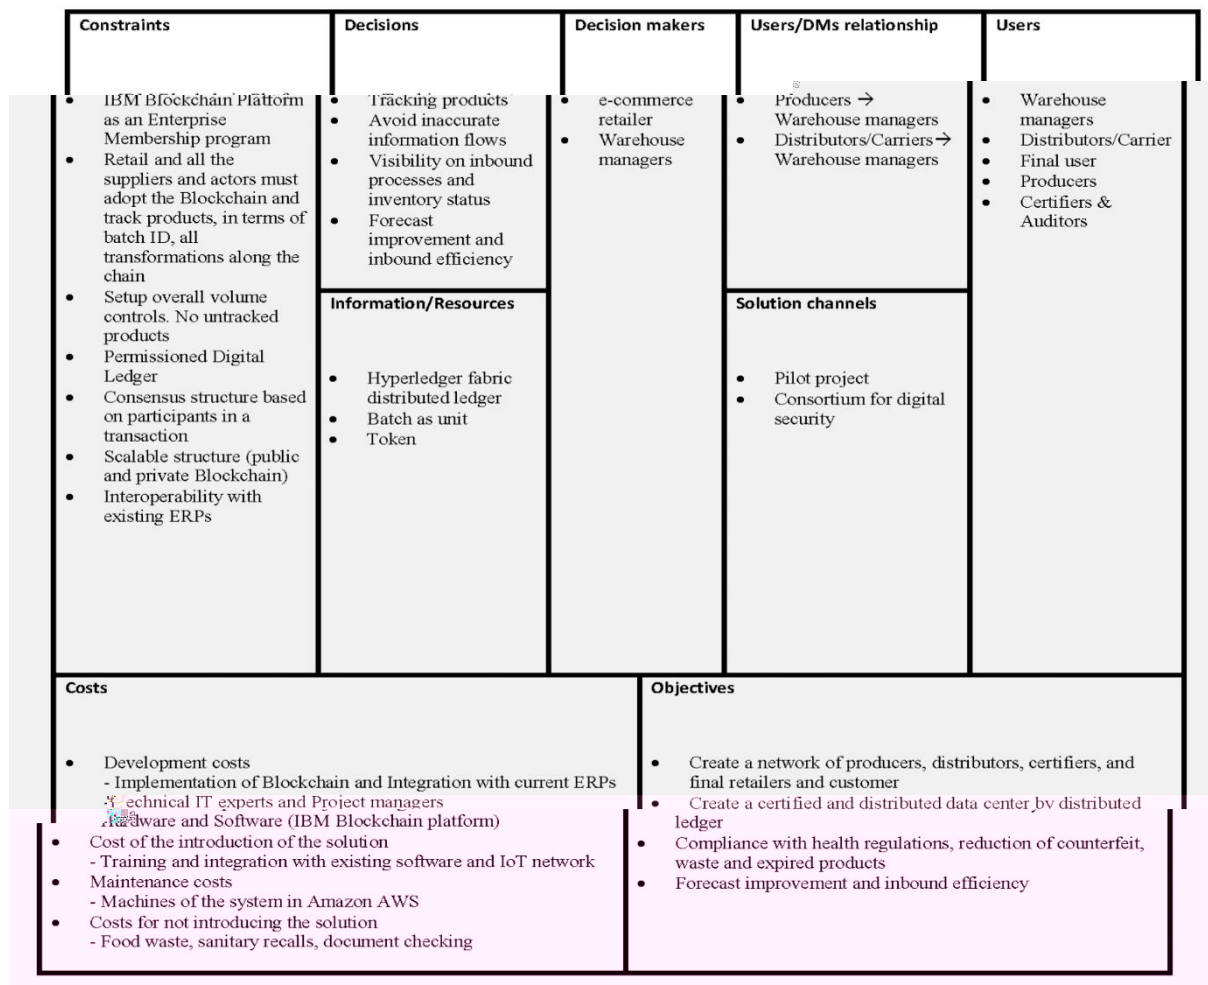 Constraints
IBM Blockchain Platform
as an Enterprise
Membership program
Retail and all the
suppliers and actors must
adopt the Blockchain and
track products, in terms of
batch ID, all
transformations along the
chain
Setup overall volume
controls. No untracked
products
Permissioned Digital
Ledger
Consensus structure based
on participants in a
transaction
Scalable structure (public
and private Blockchain)
Interoperability with
existing ERPs
Decisions
Tracking products
Avoid inaccurate
information flows
Visibility on inbound
processes and
inventory status
Forecast
improvement and
inbound efficiency
Information/Resources
Hyperledger fabric
distributed ledger
Batch as unit
Token
Decision makers
e-commerce
retailer
Warehouse
managers
Users/DMs relationship
Producers →
Warehouse managers
Distributors/Carriers→
Warehouse managers
Solution channels
Pilot project
Consortium for digital
security
Users
Warehouse
managers
Distributors/Carrier
Final user
Producers
Certifiers &
Auditors
Costs
Development costs
- Implementation of Blockchain and Integration with current ERPs
- Technical IT experts and Project managers
- Hardware and Software (IBM Blockchain platform)
Cost of the introduction of the solution
- Training and integration with existing software and IoT network
Maintenance costs
- Machines of the system in Amazon AWS
Costs for not introducing the solution
- Food waste, sanitary recalls, document checking
Objectives
Create a network of producers, distributors, certifiers, and
final retailers and customer
Create a certified and distributed data center by distributed
ledger
Compliance with health regulations, reduction of counterfeit,
waste and expired products
Forecast improvement and inbound efficiency